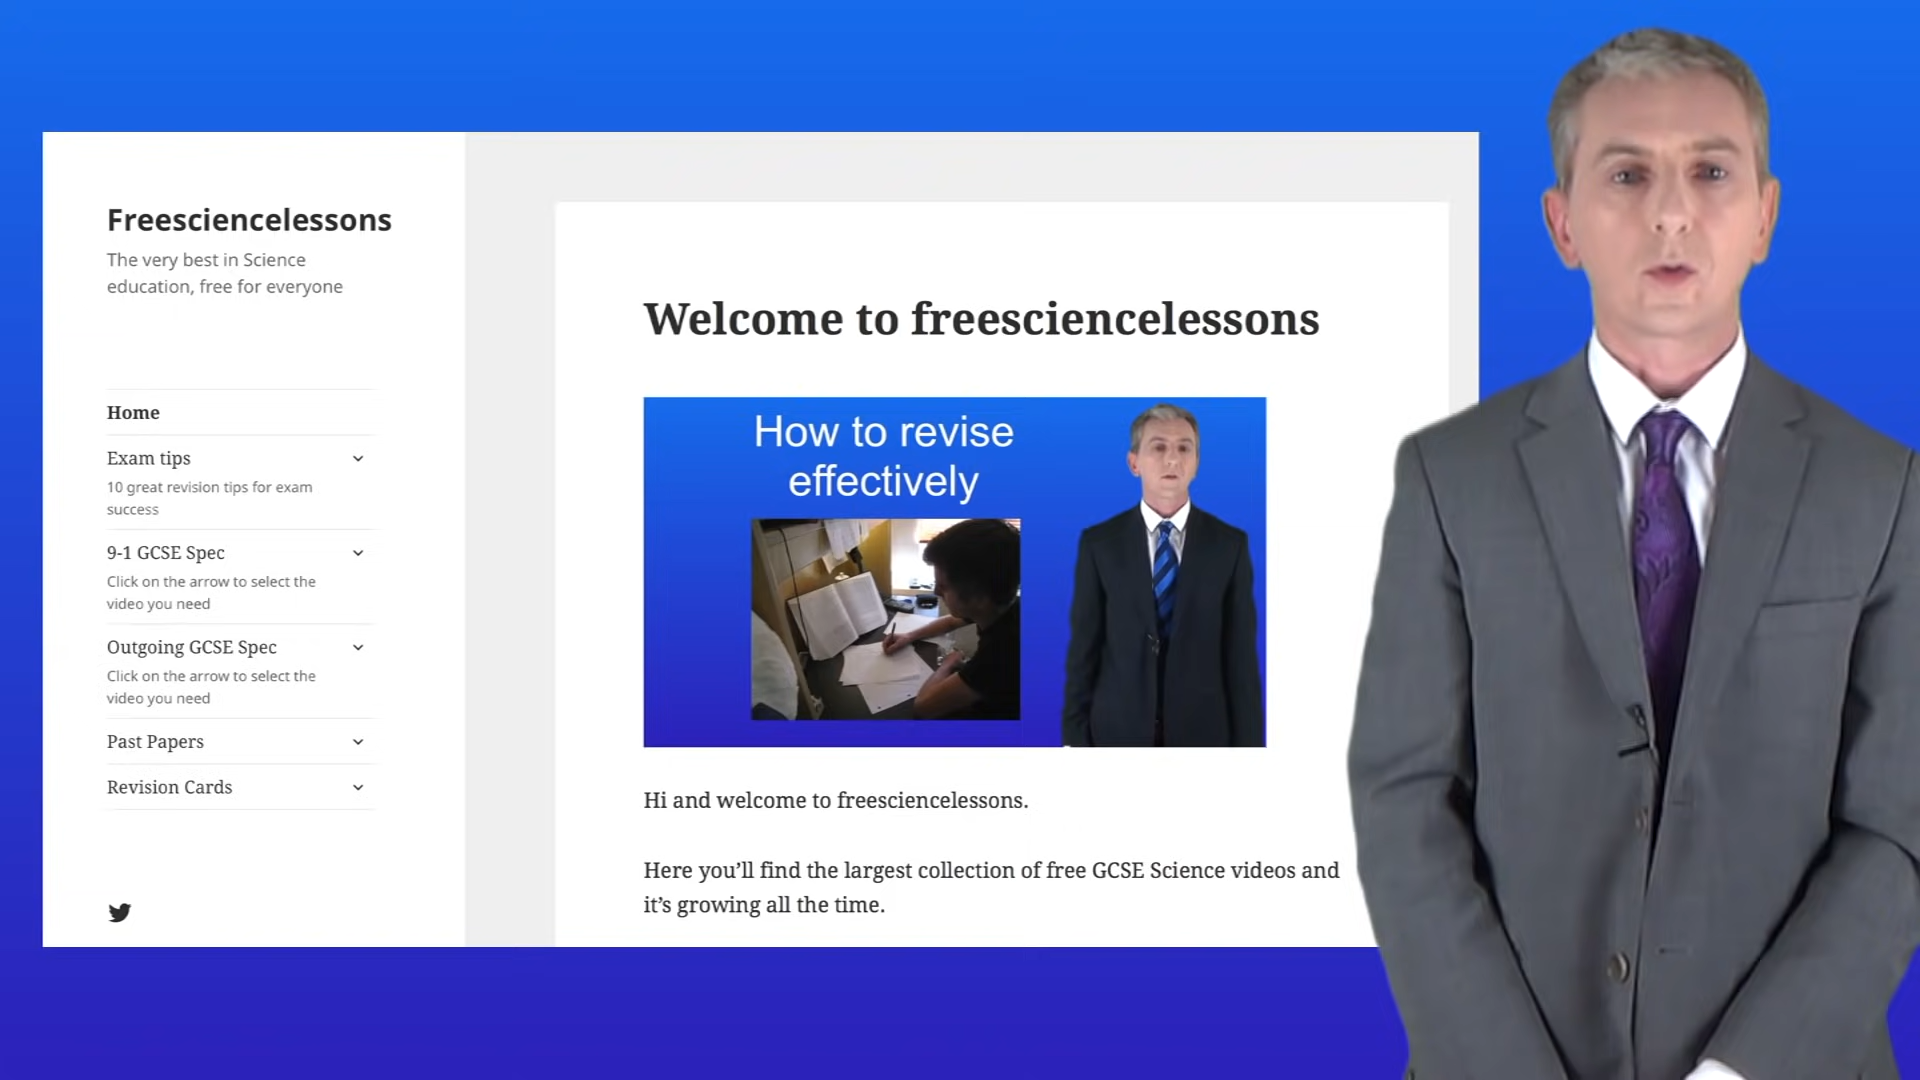 Freesciencelessons
The very best in Science
education, free for everyone
Home
Exam tips
10 great revision tips for exam
success
9-1 GCSE Spec
Click on the arrow to select the
video you need
Outgoing GCSE Spec
Click on the arrow to select the
video you need
Past Papers
Revision Cards
Welcome to freesciencelessons
How to revise
effectively
Hi and welcome to freesciencelessons.
Here you’ll find the largest collection of free GCSE Science videos and
it’s growing all the time.